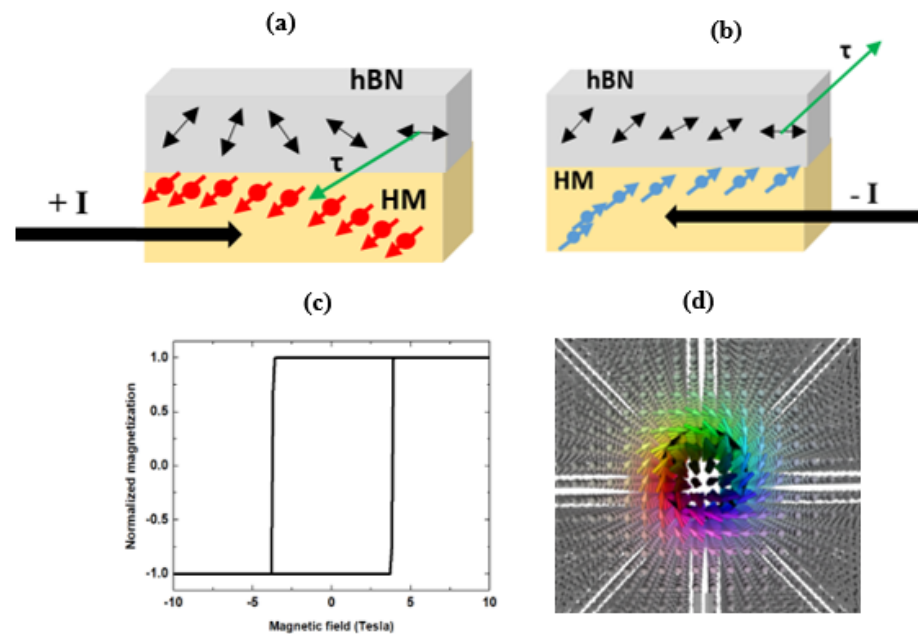 (a)
hBN
τ
HM
+ I
(b)
τ
hBN
HM
- I
(c)
Normalized magnetization
1.0
0.5
0.0
-0.5
-1.0
-10
-5
0
5
10
Magnetic field (Tesla)
(d)